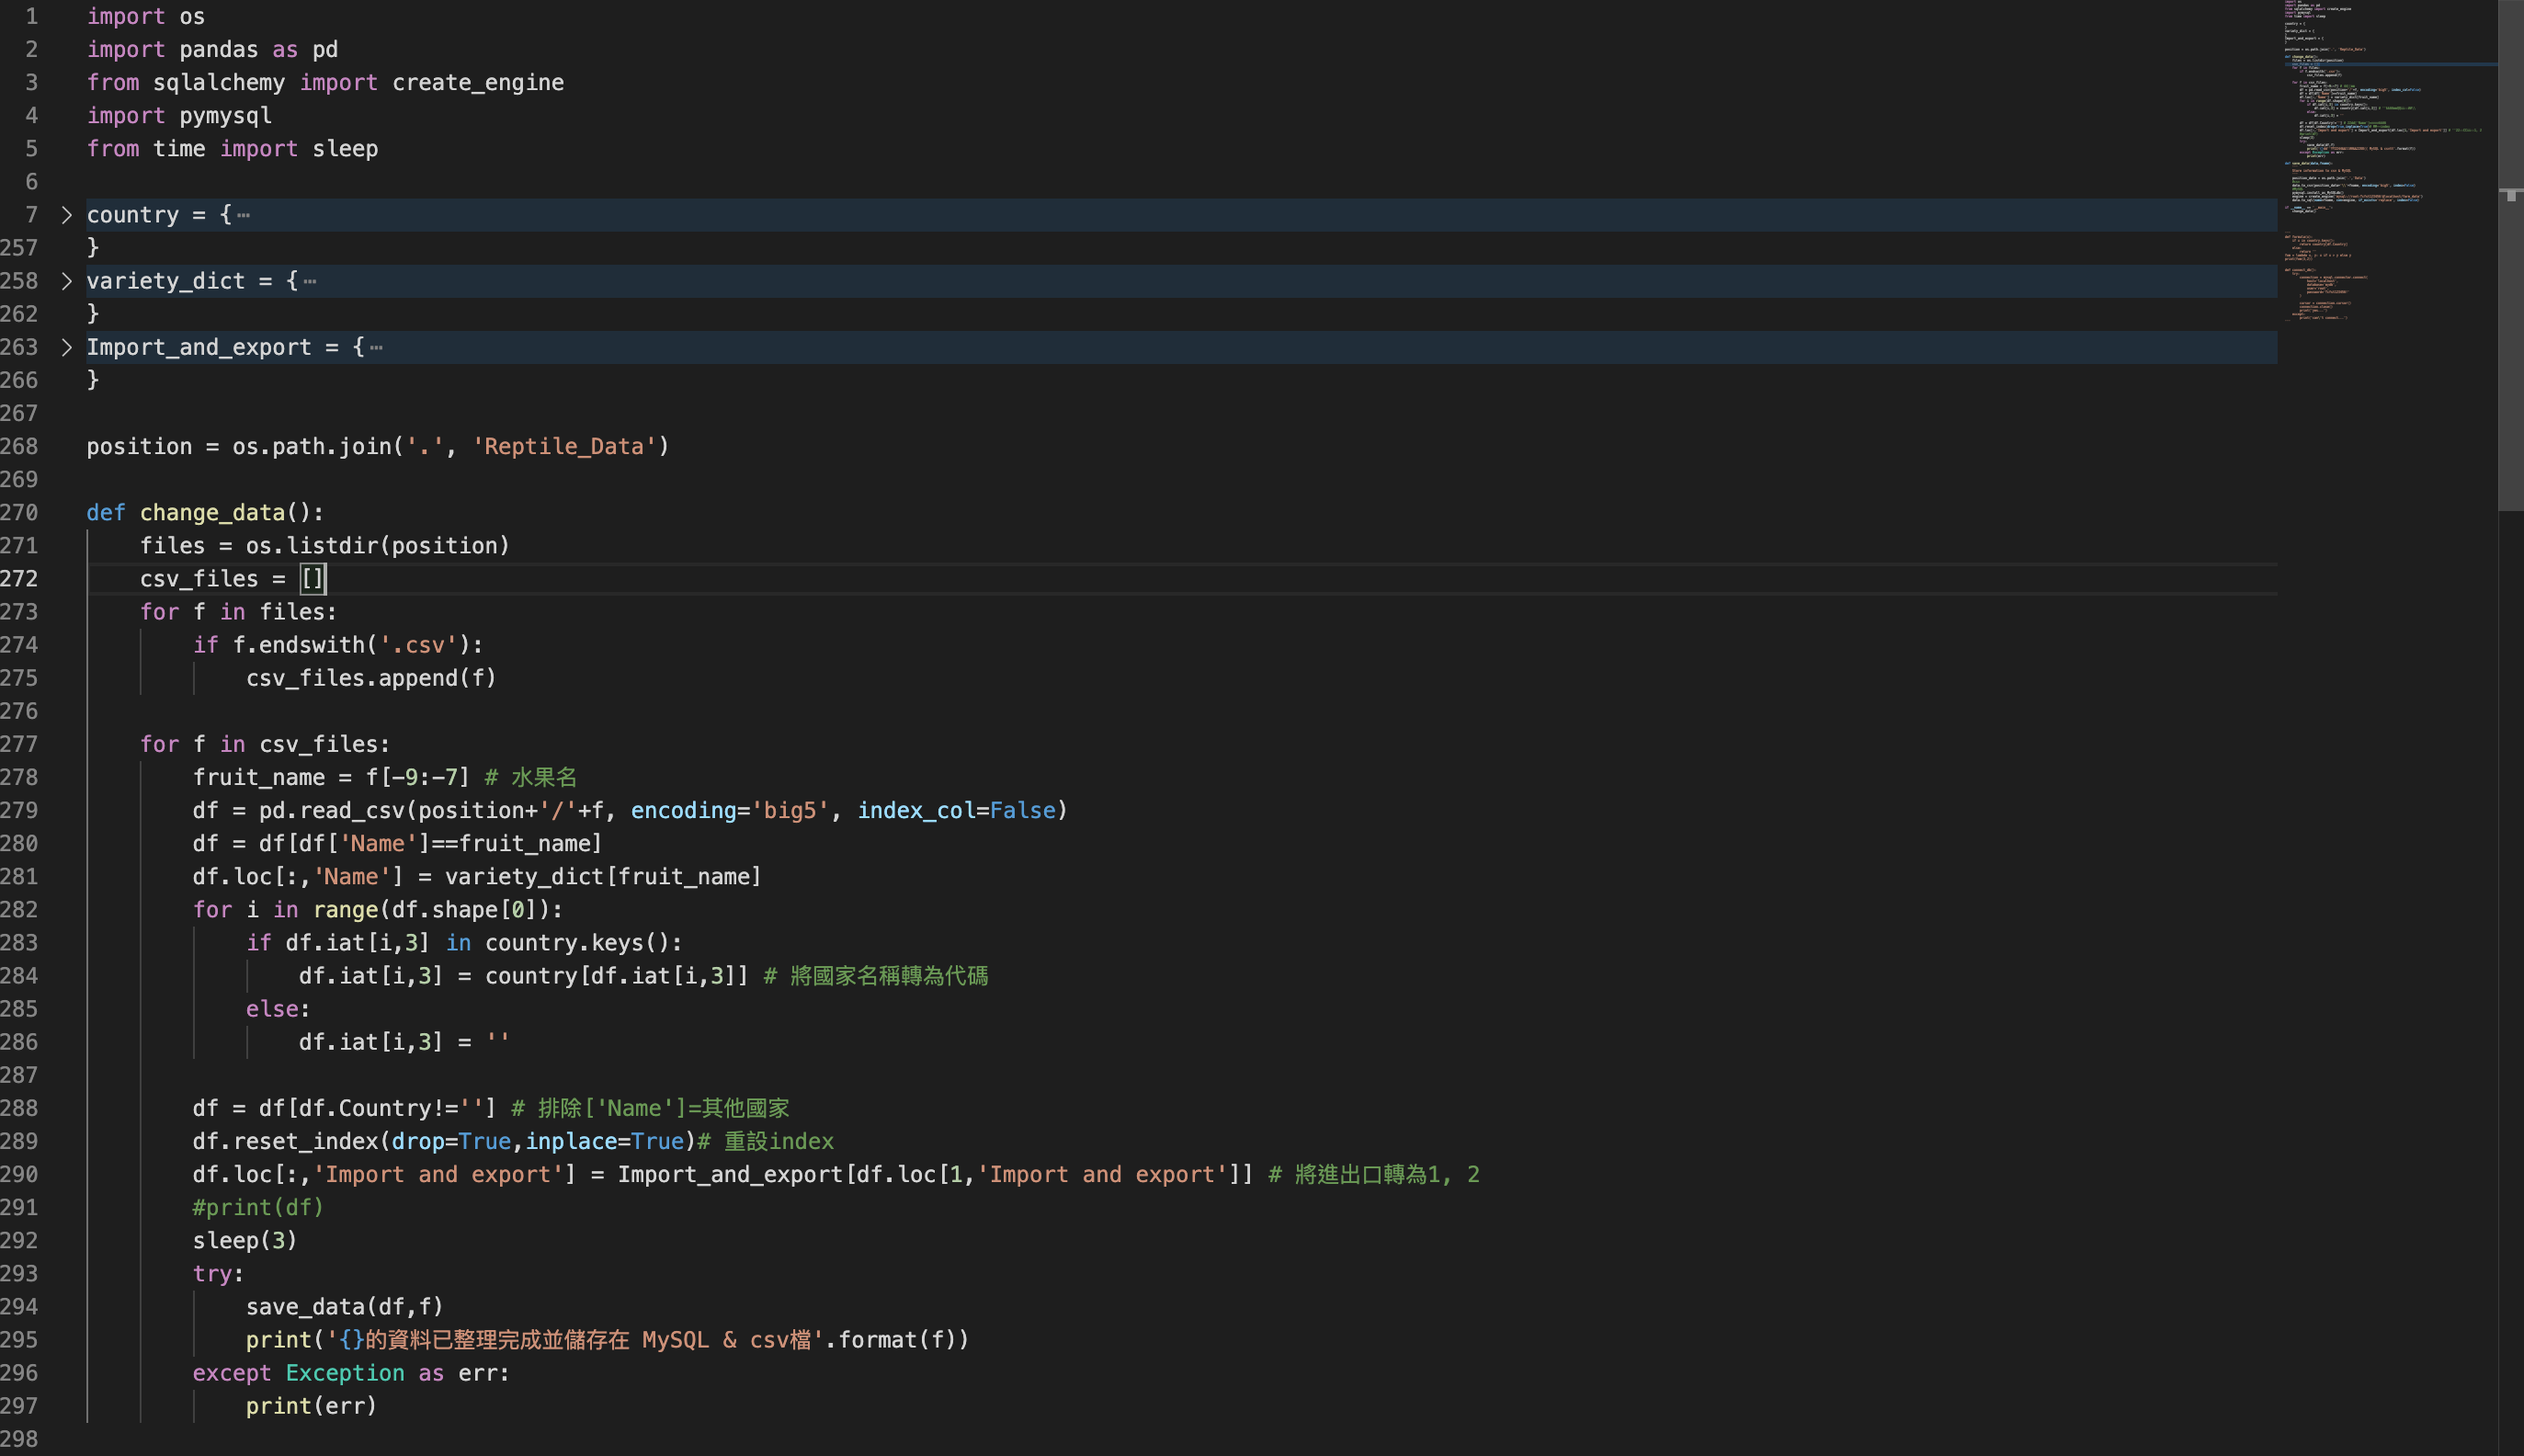 1 import os
2 import pandas as pd
3 from sqlalchemy import create_engine
4 import pymysql
5 from time import sleep
6
7 > country = {⋯
257 }
258 > variety_dict = {⋯
262 }
263 > Import_and_export = {⋯
266 }
267
268 position = os.path.join('.', 'Reptile_Data')
269
270 def change_data():
271     files = os.listdir(position)
272     csv_files = []
273     for f in files:
274         if f.endswith('.csv'):
275             csv_files.append(f)
276
277     for f in csv_files:
278         fruit_name = f[-9:-7] # 水果名
279         df = pd.read_csv(position+'/'+f, encoding='big5', index_col=False)
280         df = df[df['Name']==fruit_name]
281         df.loc[:,'Name'] = variety_dict[fruit_name]
282         for i in range(df.shape[0]):
283             if df.iat[i,3] in country.keys():
284                 df.iat[i,3] = country[df.iat[i,3]] # 將國家名稱轉為代碼
285             else:
286                 df.iat[i,3] = ''
287
288         df = df[df.Country!=''] # 排除['Name']=其他國家
289         df.reset_index(drop=True,inplace=True)# 重設index
290         df.loc[:,'Import and export'] = Import_and_export[df.loc[1,'Import and export']] # 將進出口轉為1, 2
291         #print(df)
292         sleep(3)
293         try:
294             save_data(df,f)
295             print('{}的資料已整理完成並儲存在 MySQL & csv檔'.format(f))
296         except Exception as err:
297             print(err)
298